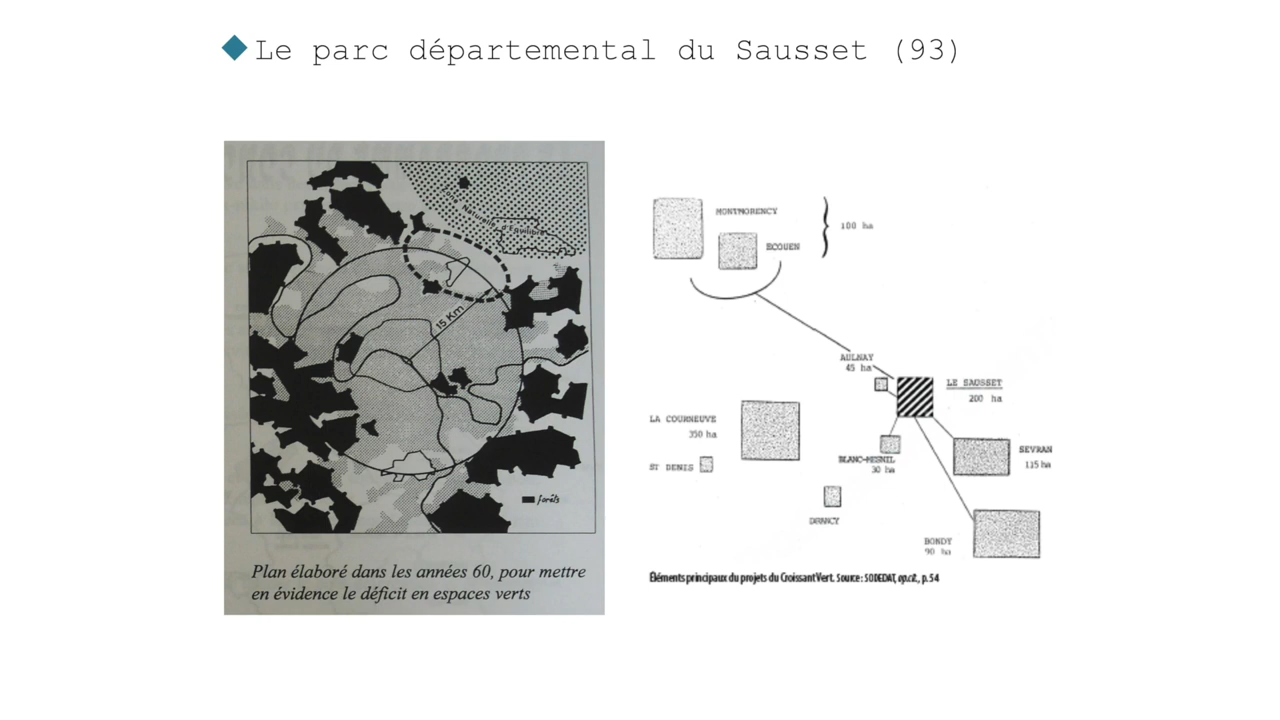 Le parc départemental du Sausset (93)
Zone Naturelle
d'Equilibre
15 Km
forêts
Plan élaboré dans les années 60, pour mettre
en évidence le déficit en espaces verts
MONTMORENCY
ECOUEN
100 ha
AULNAY
45 ha
LE SAUSSET
200 ha
LA COURNEUVE
350 ha
ST DENIS
BLANC-MESNIL
30 ha
SEVRAN
115 ha
DRANCY
BONDY
90 ha
Éléments principaux du projets du Croissant Vert. Source : SODEDAT, op.cit., p.54